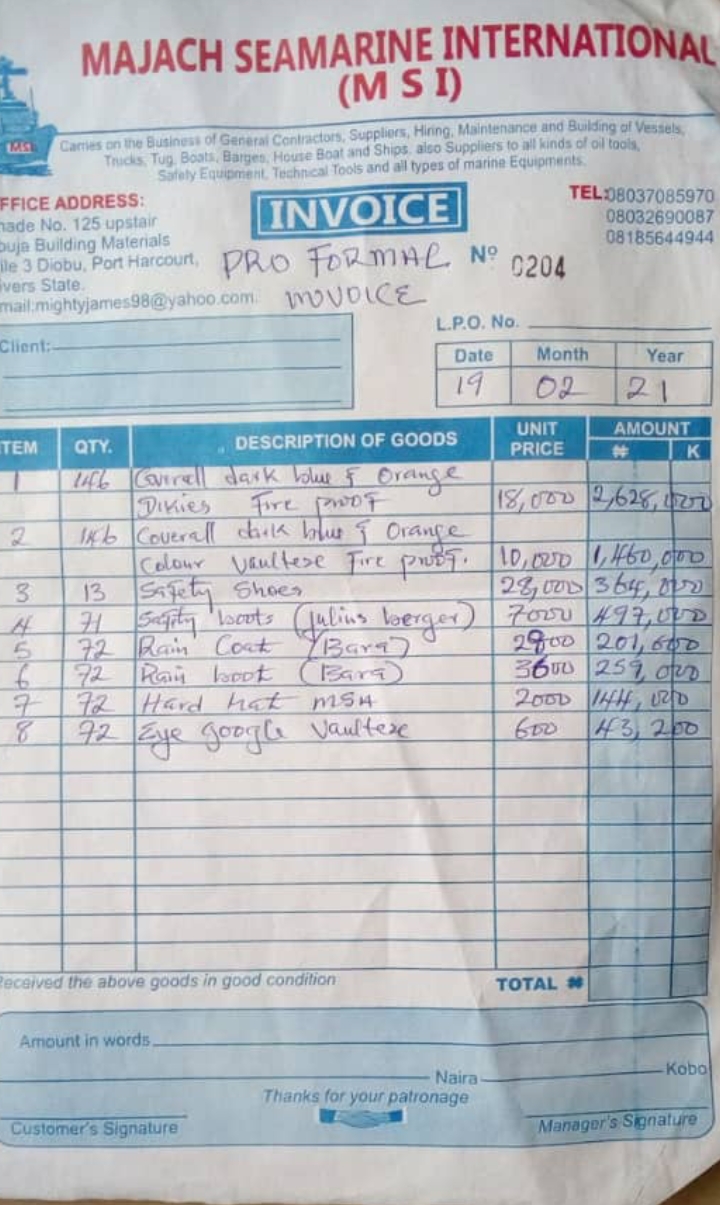 MAJACH SEAMARINE INTERNATIONAL
(M S I)
MSI
Carries on the Business of General Contractors, Suppliers, Hiring, Maintenance and Building of Vessels,
Trucks, Tug, Boats, Barges, House Boat and Ships. also Suppliers to all kinds of oil tools,
Safety Equipment, Technical Tools and all types of marine Equipments.
FFICE ADDRESS:
hade No. 125 upstair
buja Building Materials
ile 3 Diobu, Port Harcourt,
vers State.
mail:mightyjames98@yahoo.com
INVOICE
PRO FORMAL
INVOICE
Nº 0204
TEL:08037085970
08032690087
08185644944
Client:
L.P.O. No.
Date Month Year
19 02 21
TEM QTY. DESCRIPTION OF GOODS UNIT PRICE AMOUNT ₦ K
1 146 Coverall dark blue & Orange
Dikies Fire proof 18,000 2,628,000
2 146 Coverall dark blue & Orange
Colour Vaultexe Fire proof. 10,000 1,460,000
3 13 Safety Shoes 28,000 364,000
4 71 Safity boots (Julius berger) 7000 497,000
5 72 Rain Coat (Bara) 2800 201,600
6 72 Rain boot (Bara) 3600 259,000
7 72 Hard hat MSA 2000 144,000
8 72 Eye google Vaultexe 600 43,200
eceived the above goods in good condition TOTAL ₦
Amount in words
Naira Kobo
Thanks for your patronage
Customer's Signature Manager's Signature